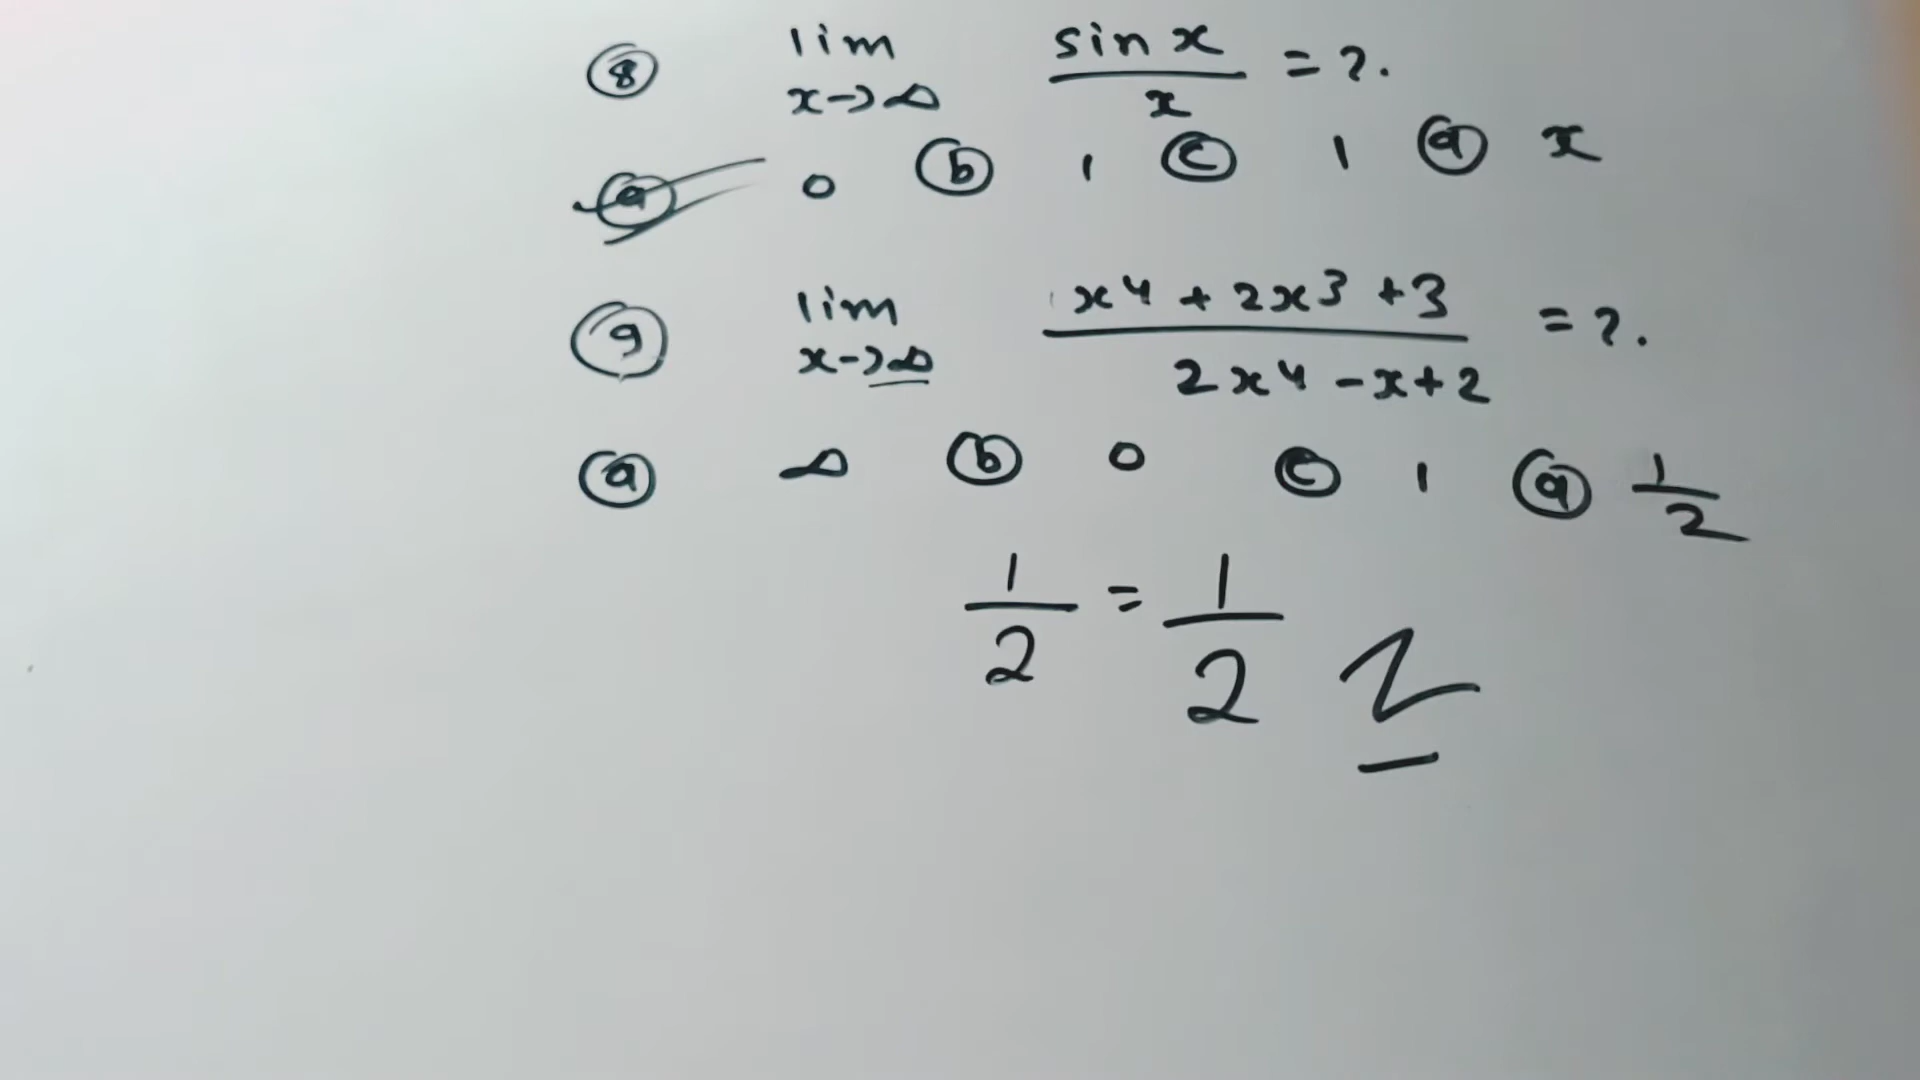 ⑧ lim x→∞ sin x / x = ?.
ⓐ 0 ⓑ 1 ⓒ 1 ⓓ x
⑨ lim x→∞ x⁴ + 2x³ + 3 / 2x⁴ - x + 2 = ?.
ⓐ ∞ ⓑ 0 ⓒ 1 ⓓ 1/2
1/2 = 1/2